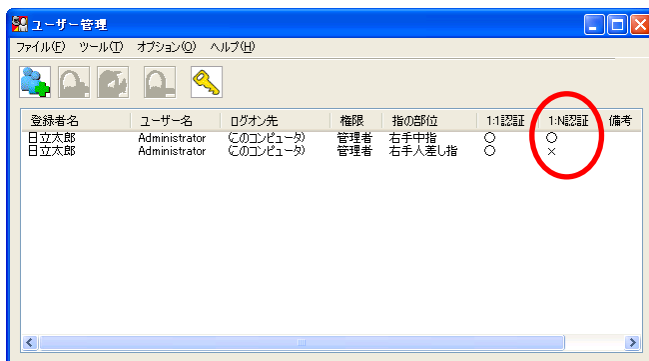 ユーザー管理
ファイル(F) ツール(T) オプション(O) ヘルプ(H)
登録者名 ユーザー名 ログオン先 権限 指の部位 1:1認証 1:N認証 備考
日立太郎 Administrator (このコンピュータ) 管理者 右手中指 ○ ○
日立太郎 Administrator (このコンピュータ) 管理者 右手人差し指 ○ ×